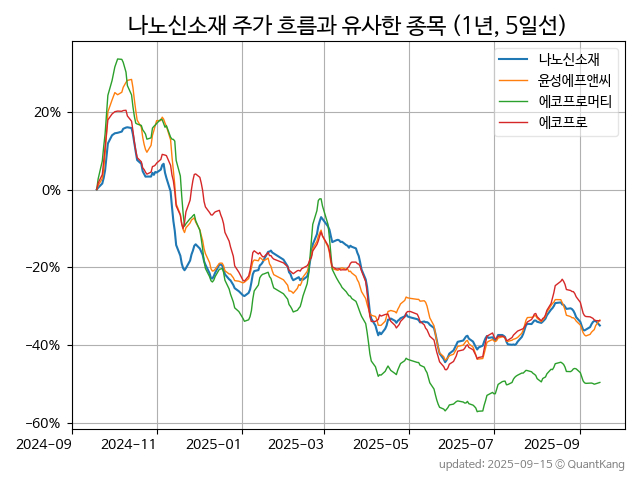 나노신소재 주가 흐름과 유사한 종목 (1년, 5일선)
나노신소재
윤성에프앤씨
에코프로머티
에코프로
20%
0%
−20%
−40%
−60%
2024−09 2024−11 2025−01 2025−03 2025−05 2025−07 2025−09
updated: 2025-09-15 © QuantKang